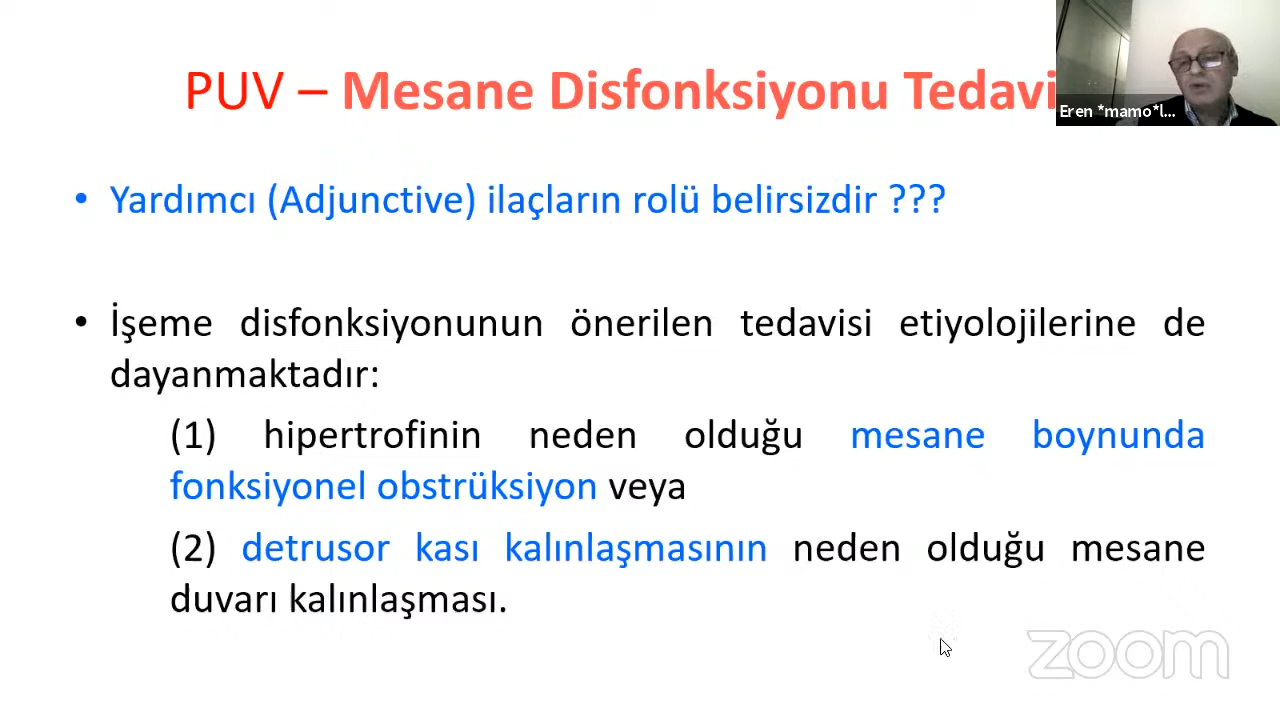 PUV – Mesane Disfonksiyonu Tedavi
Eren *mamo*l...
• Yardımcı (Adjunctive) ilaçların rolü belirsizdir ???
• İşeme disfonksiyonunun önerilen tedavisi etiyolojilerine de
dayanmaktadır:
(1) hipertrofinin neden olduğu mesane boynunda
fonksiyonel obstrüksiyon veya
(2) detrusor kası kalınlaşmasının neden olduğu mesane
duvarı kalınlaşması.
zoom